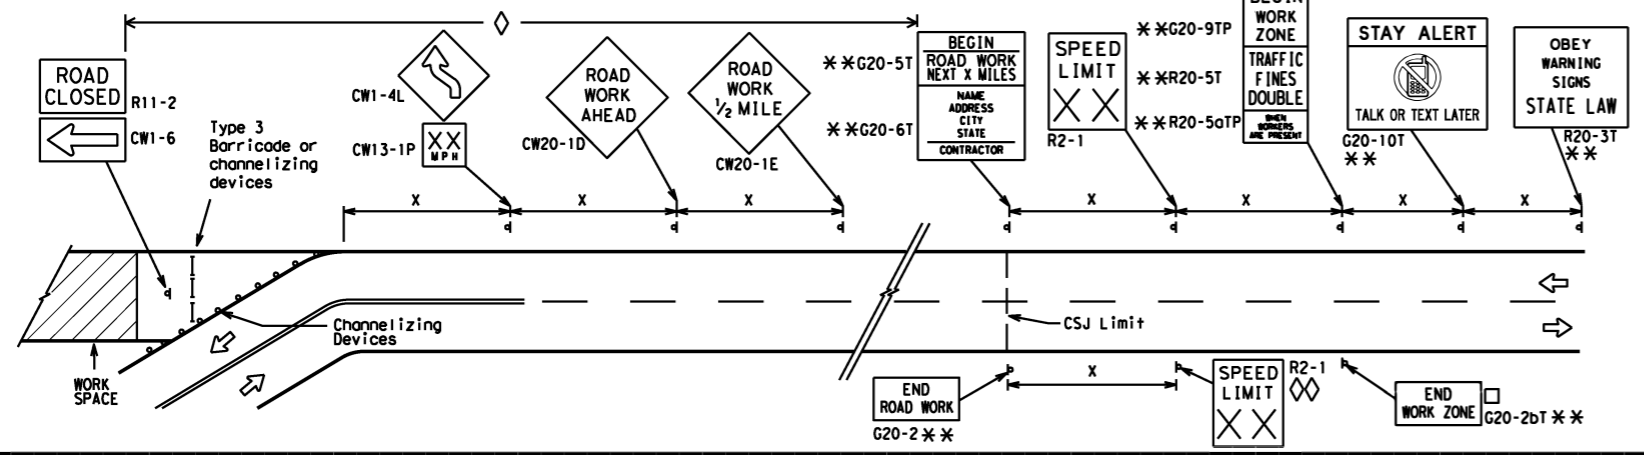 ROAD
CLOSED
R11-2
CW1-6
Type 3
Barricade or
channelizing
devices
CW1-4L
CW13-1P
XX
MPH
ROAD
WORK
AHEAD
CW20-1D
ROAD
WORK
1/2 MILE
CW20-1E
**G20-5T
BEGIN
ROAD WORK
NEXT X MILES
**G20-6T
NAME
ADDRESS
CITY
STATE
CONTRACTOR
SPEED
LIMIT
XX
R2-1
**G20-9TP
BEGIN
WORK
ZONE
**R20-5T
TRAFFIC
FINES
DOUBLE
**R20-5aTP
WHEN
WORKERS
ARE PRESENT
STAY ALERT
TALK OR TEXT LATER
G20-10T
**
OBEY
WARNING
SIGNS
STATE LAW
R20-3T
**
X
X
X
X
X
X
X
Channelizing
Devices
WORK
SPACE
CSJ Limit
X
END
ROAD WORK
G20-2**
SPEED
LIMIT
XX
R2-1
◇◇
END
WORK ZONE
G20-2bT**